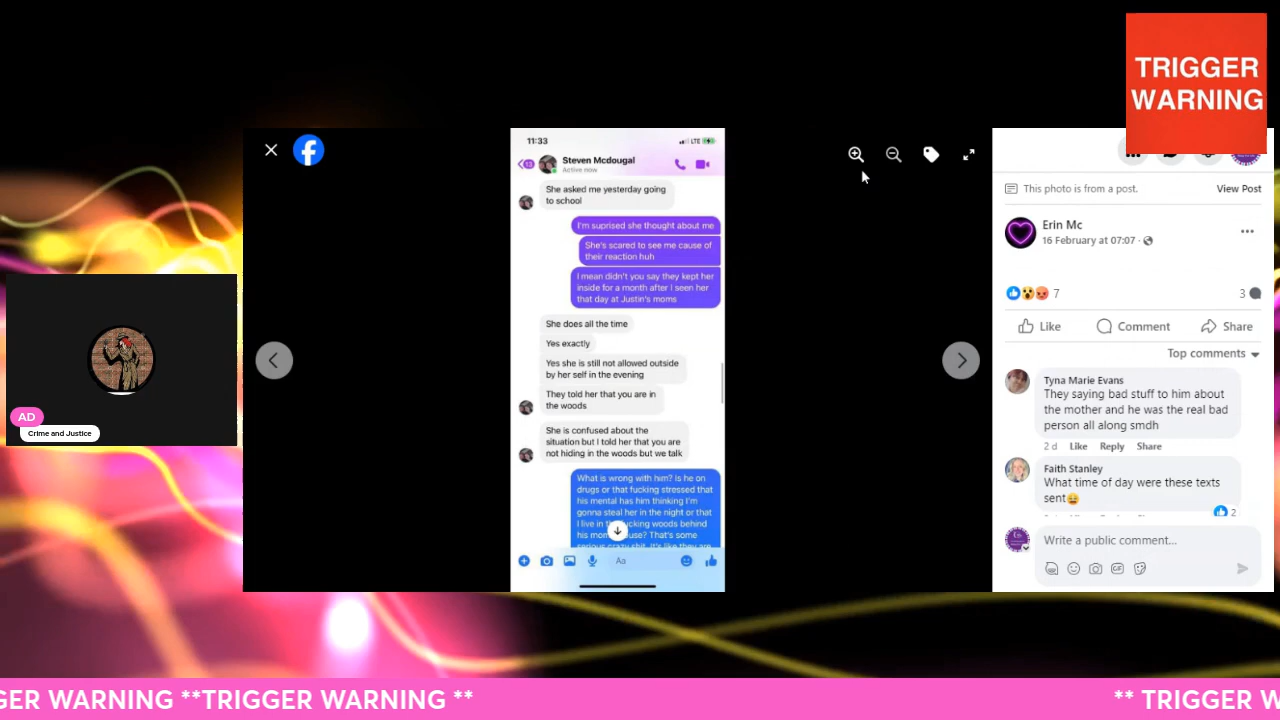 TRIGGER
WARNING
11:33
LTE
Steven Mcdougal
Active now
She asked me yesterday going
to school
I'm suprised she thought about me
She's scared to see me cause of
their reaction huh
I mean didn't you say they kept her
inside for a month after I seen her
that day at Justin's moms
She does all the time
Yes exactly
Yes she is still not allowed outside
by her self in the evening
They told her that you are in
the woods
She is confused about the
situation but I told her that you are
not hiding in the woods but we talk
What is wrong with him? Is he on
drugs or that fucking stressed that
his mental has him thinking I'm
gonna steal her in the night or that
I live in woods behind
his
serious crazy shit. It's like they are
Aa
This photo is from a post.
View Post
Erin Mc
16 February at 07:07 ·
7
3
Like
Comment
Share
Top comments
Tyna Marie Evans
They saying bad stuff to him about
the mother and he was the real bad
person all along smdh
2 d Like Reply Share
Faith Stanley
What time of day were these texts
sent😩
2
Write a public comment...
GIF
AD
Crime and Justice
GER WARNING **TRIGGER WARNING **
** TRIGGER W